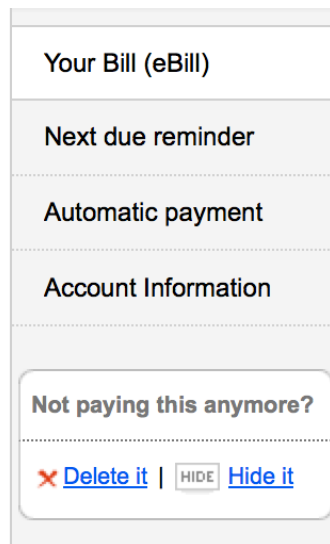 Your Bill (eBill)
Next due reminder
Automatic payment
Account Information
Not paying this anymore?
Delete it | HIDE Hide it